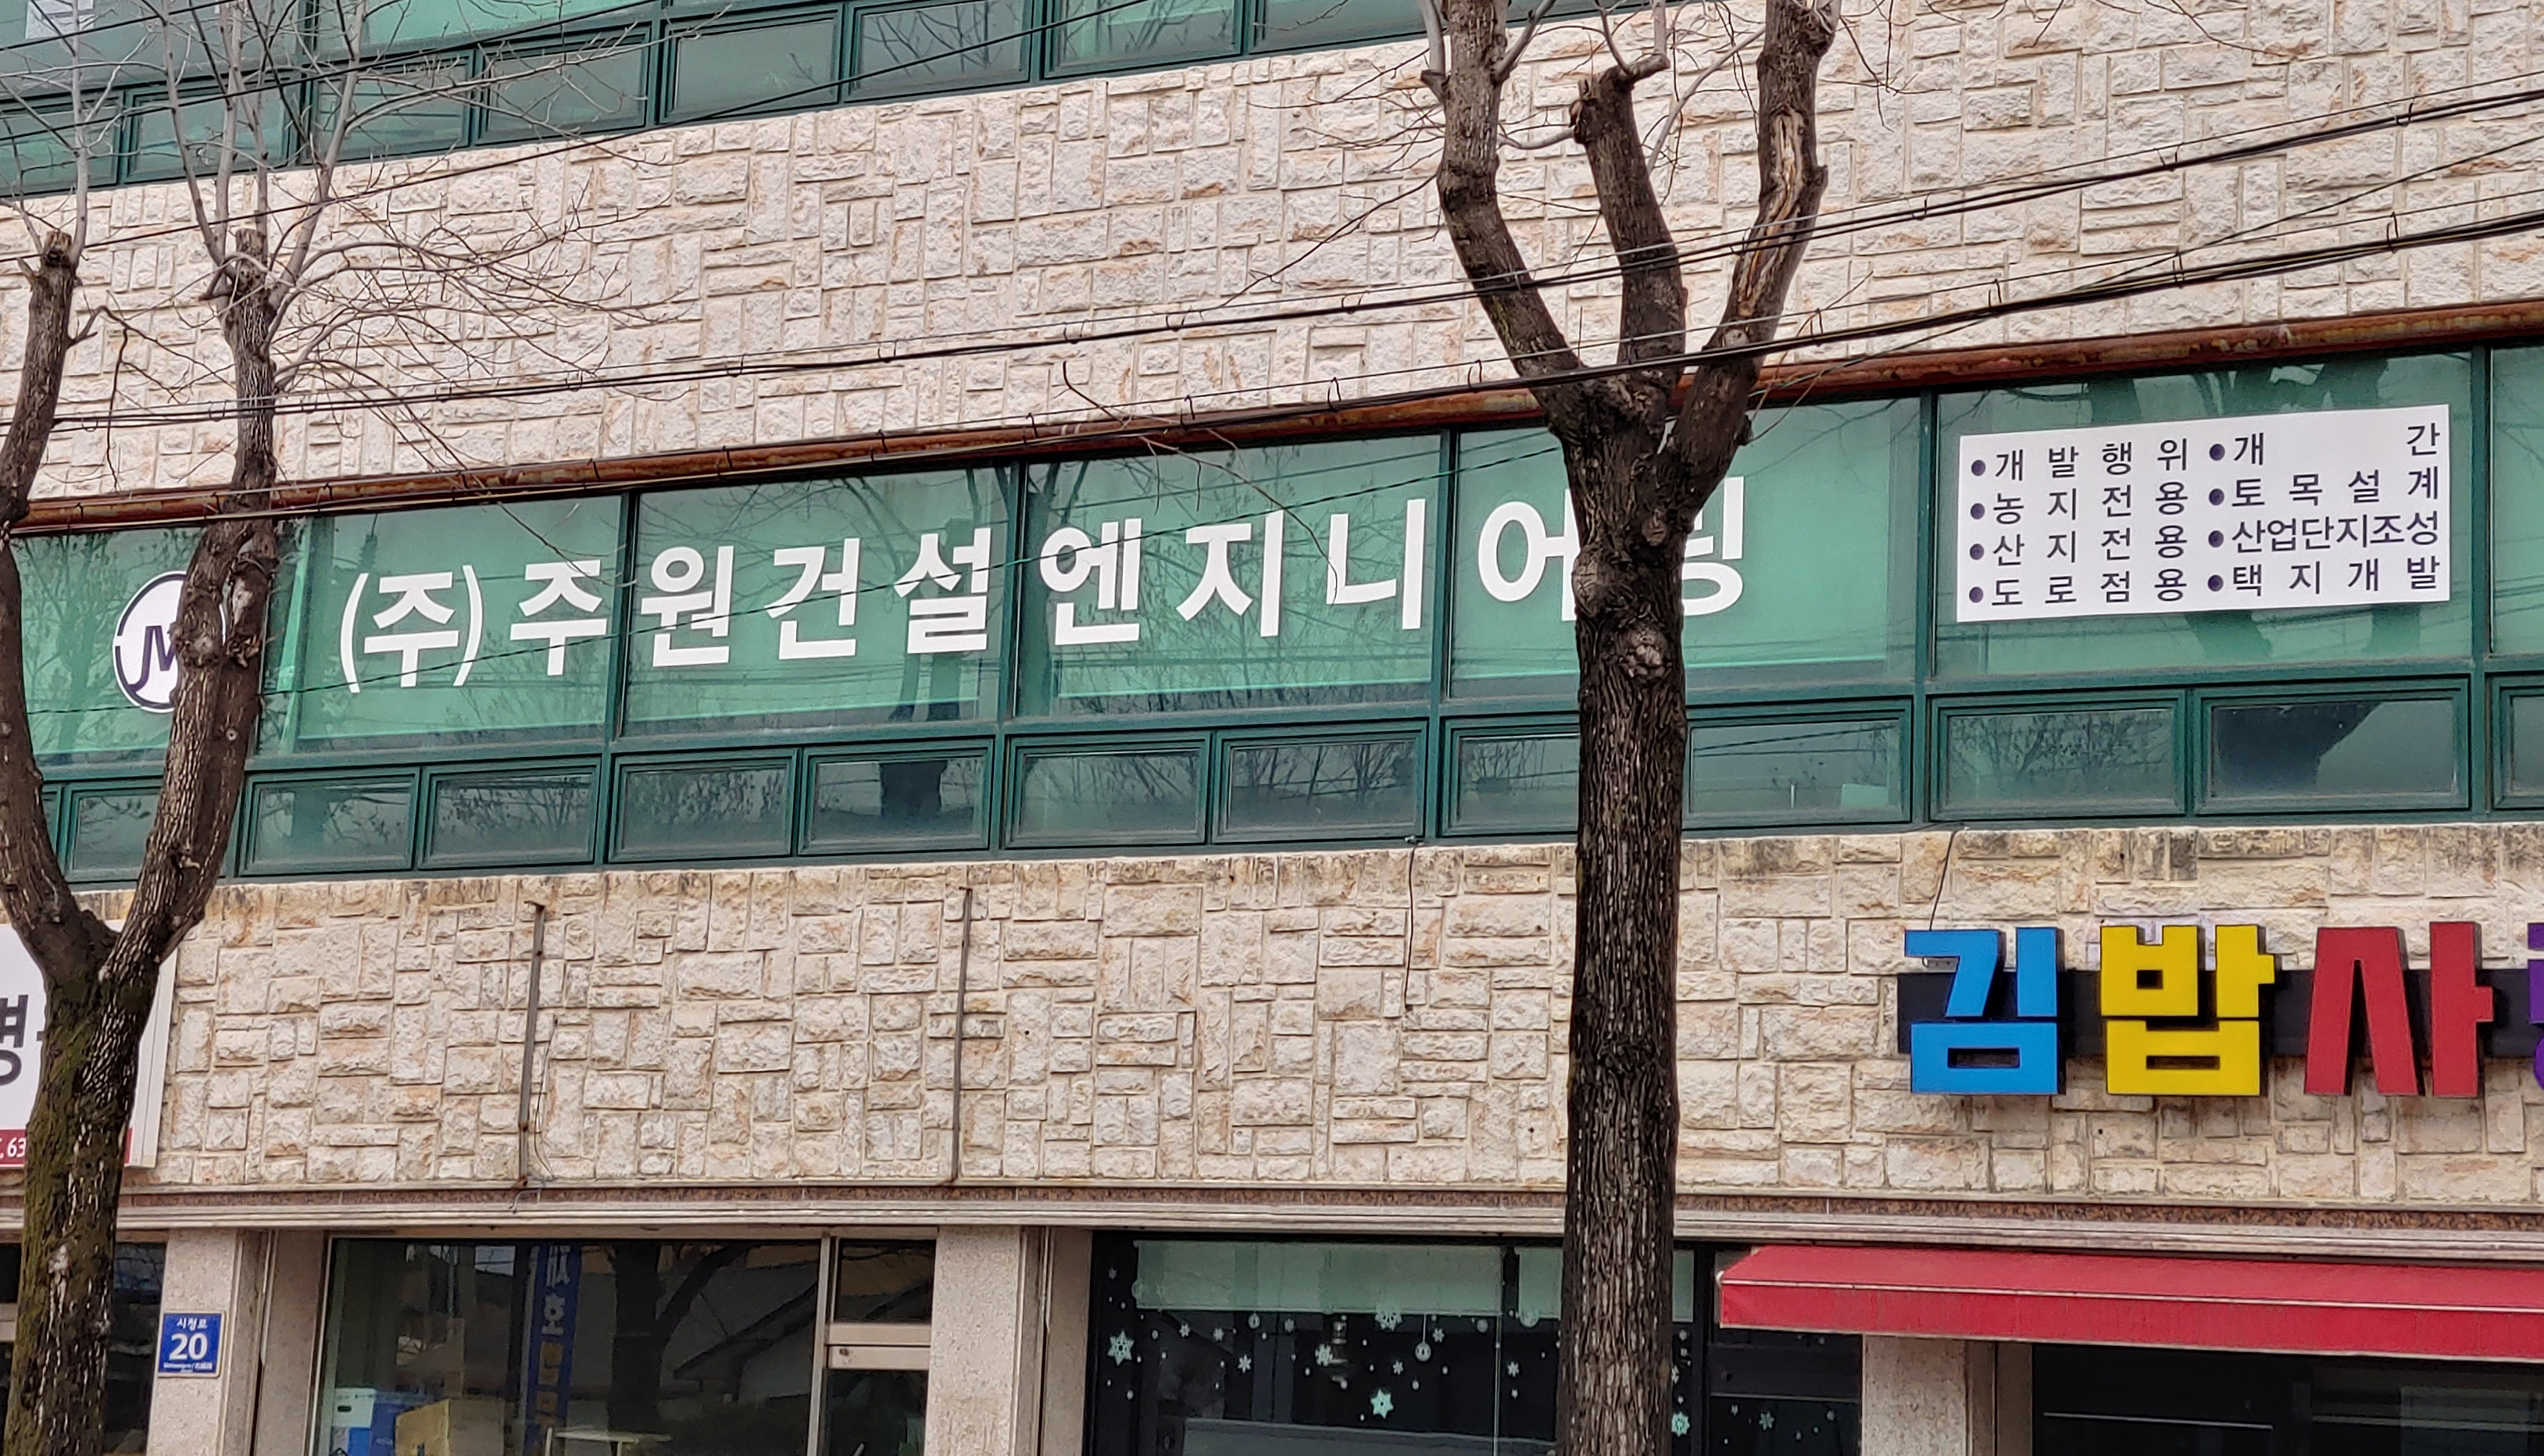 (주)주원건설엔지니어링
개발행위 개간
농지전용 토목설계
산지전용 산업단지조성
도로점용 택지개발
김밥사
시청로
20